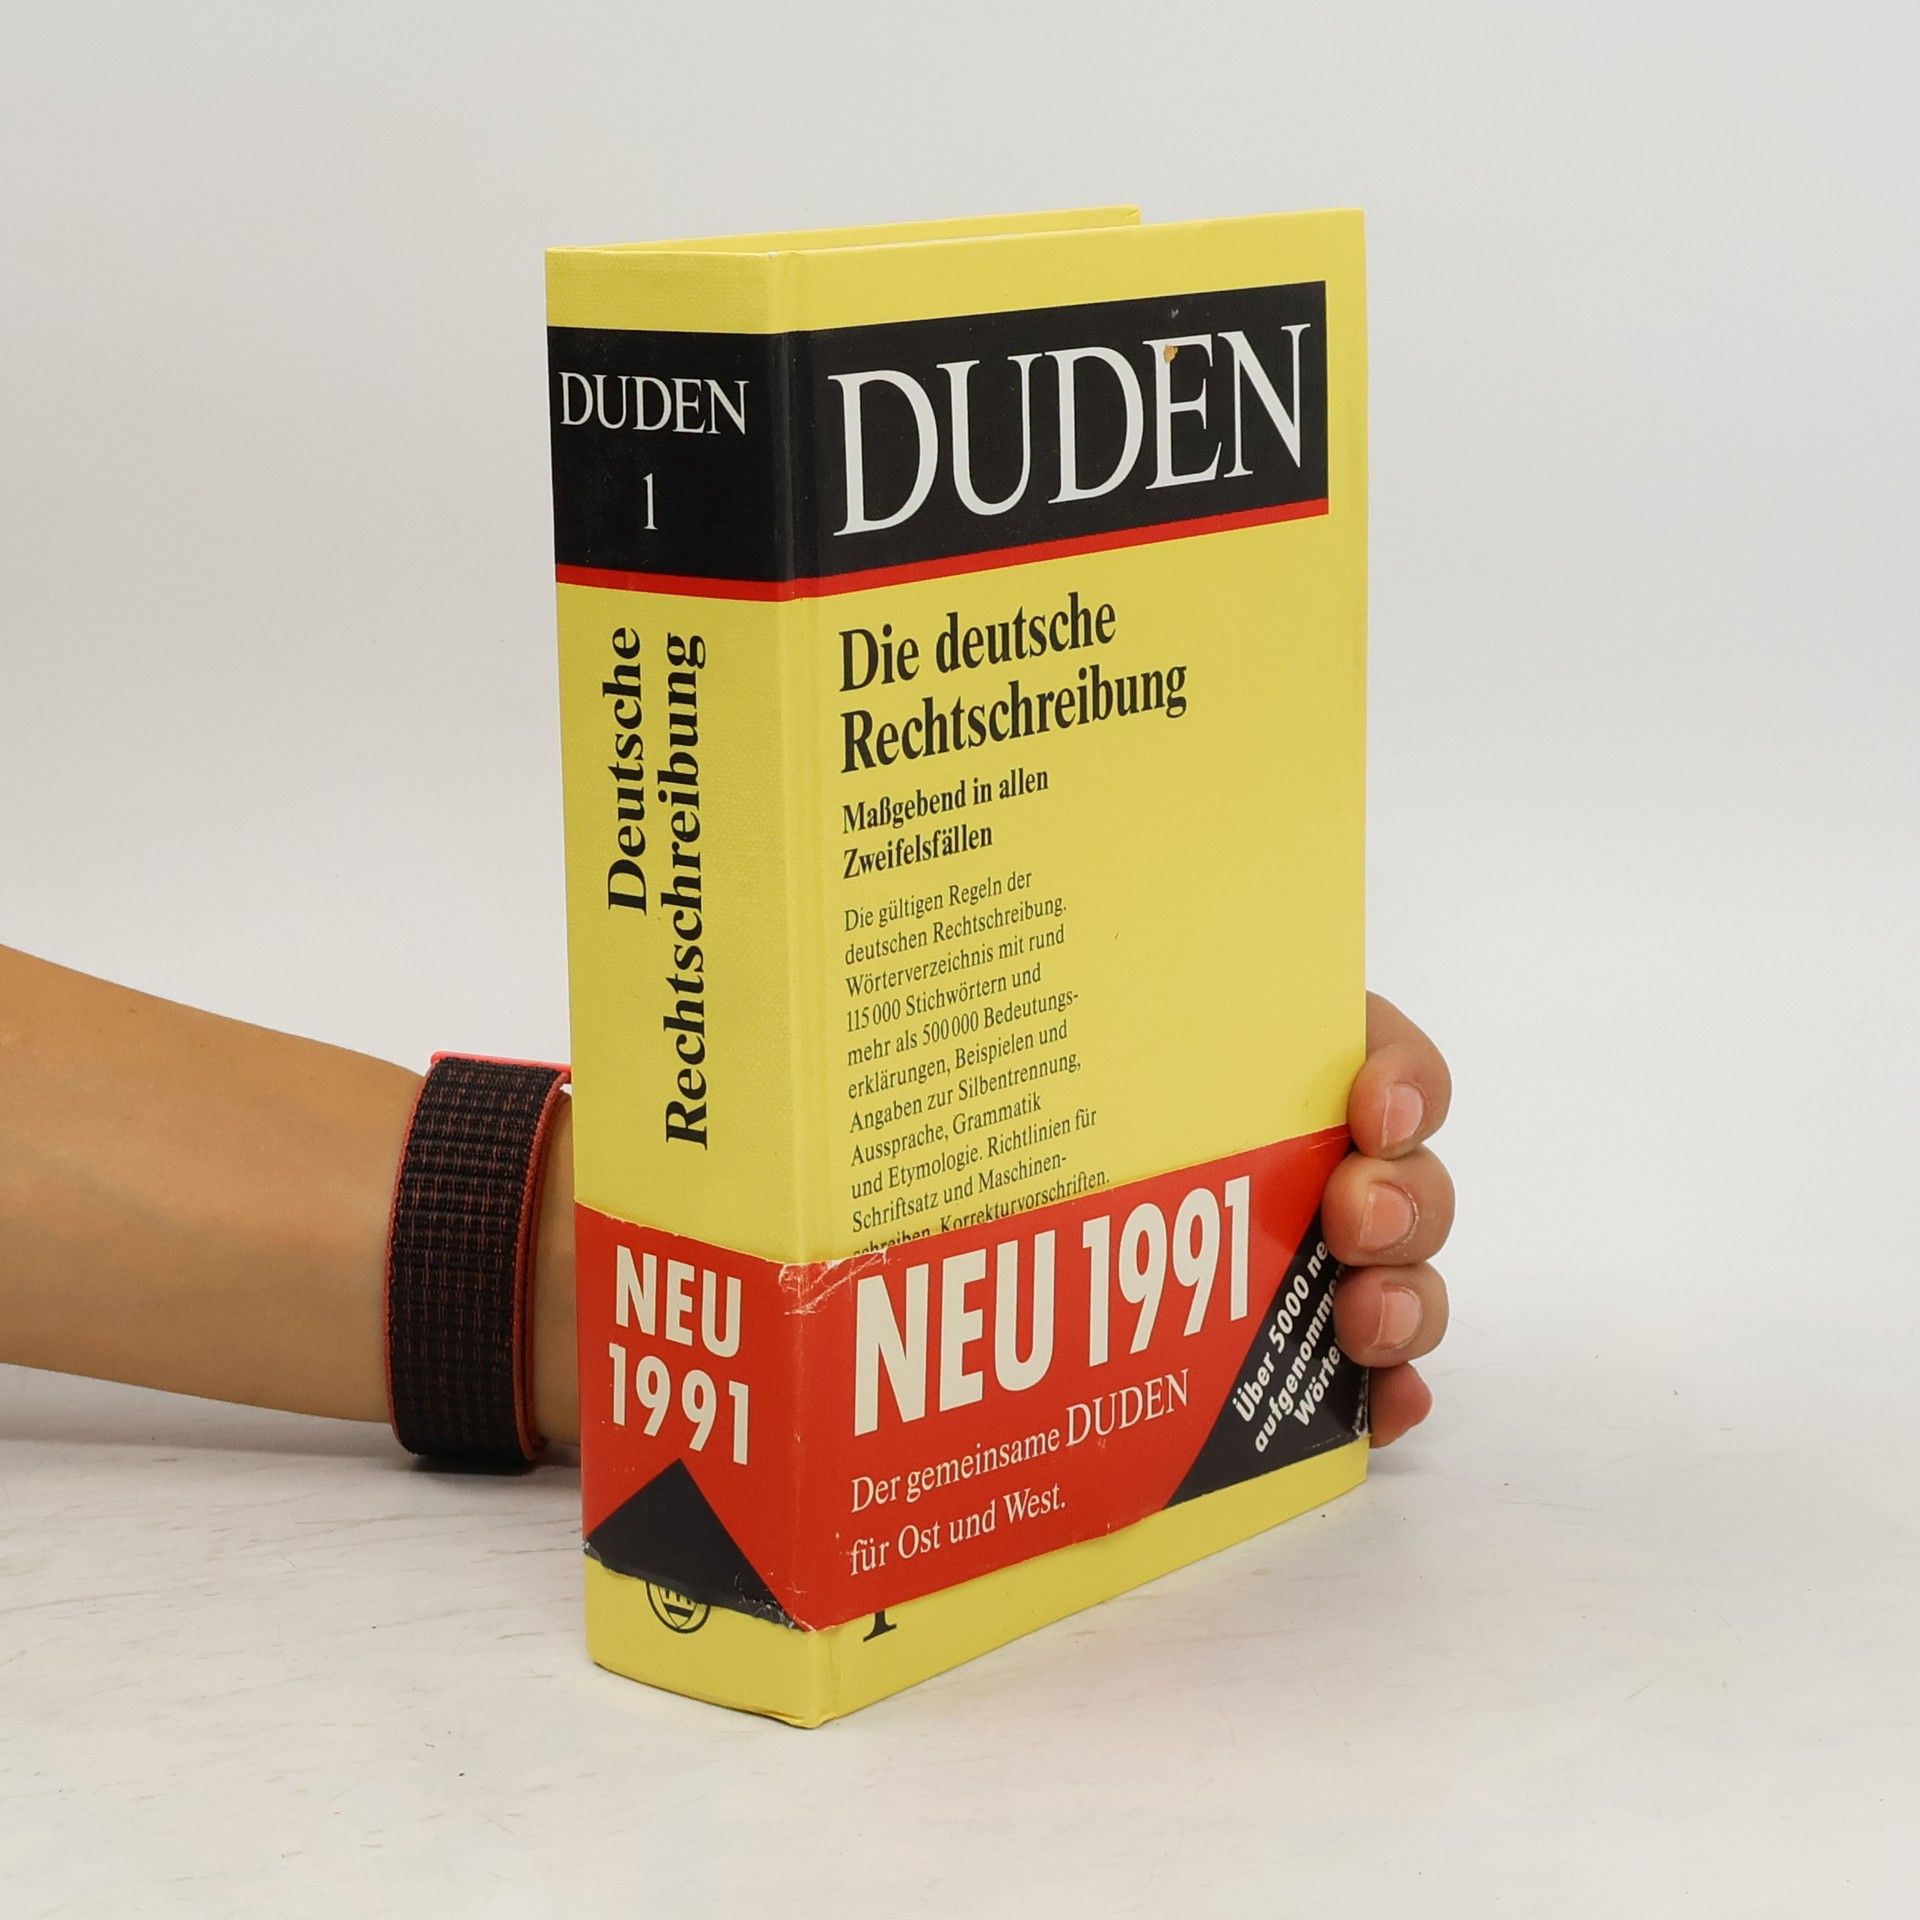 DUDEN
1
Deutsche
Rechtschreibung
NEU
1991
DUDEN
Die deutsche
Rechtschreibung
Maßgebend in allen
Zweifelsfällen
Die gültigen Regeln der
deutschen Rechtschreibung.
Wörterverzeichnis mit rund
115 000 Stichwörtern und
mehr als 500 000 Bedeutungs-
erklärungen, Beispielen und
Angaben zur Silbentrennung,
Aussprache, Grammatik
und Etymologie. Richtlinien für
Schriftsatz und Maschinen-
schreiben, Korrekturvorschriften.
NEU 1991
Der gemeinsame DUDEN
für Ost und West.
Über 5000